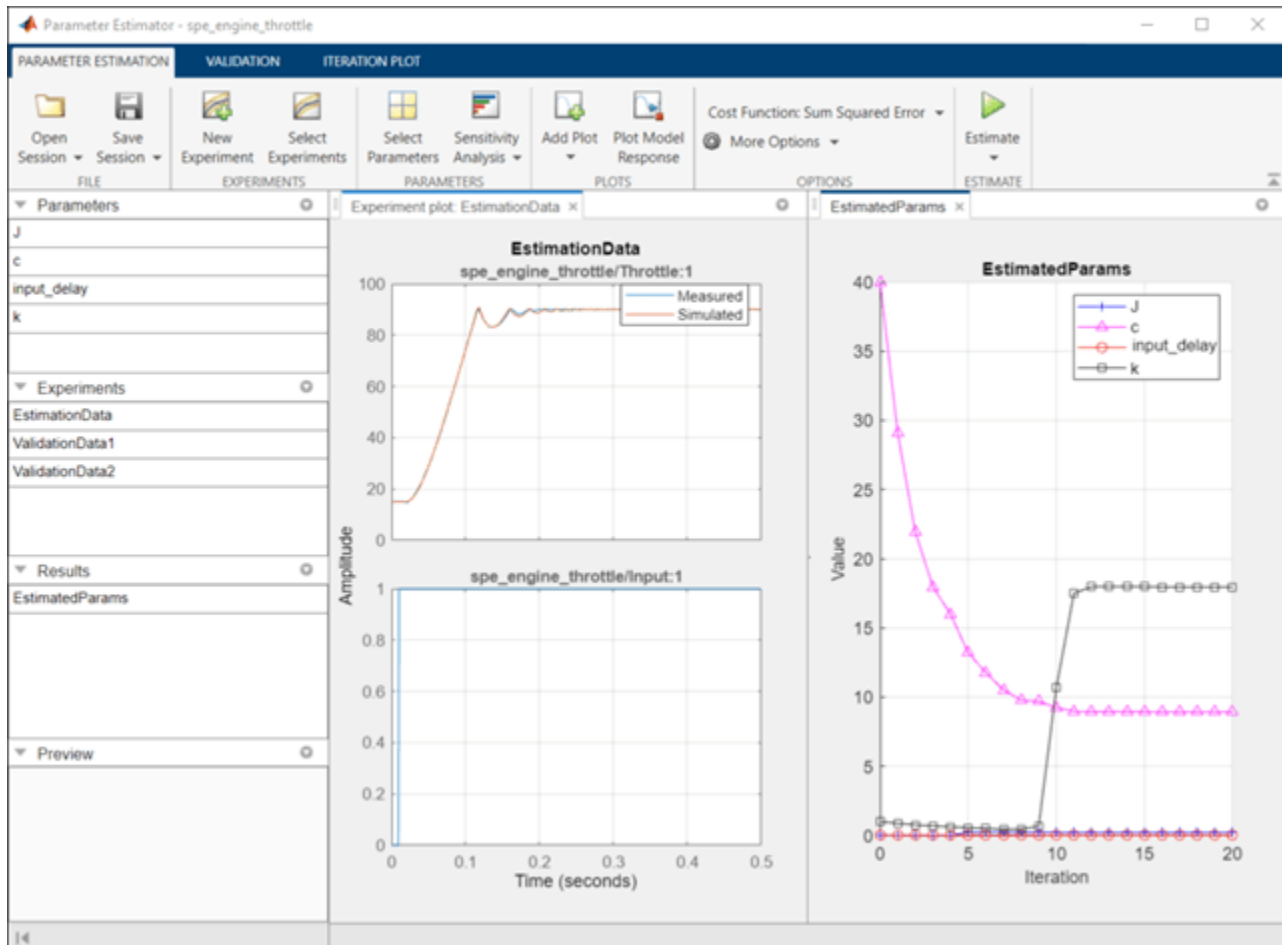 Parameter Estimator - spe_engine_throttle
PARAMETER ESTIMATION VALIDATION ITERATION PLOT
Open Session
Save Session
New Experiment
Select Experiments
Select Parameters
Sensitivity Analysis
Add Plot
Plot Model Response
Cost Function: Sum Squared Error
More Options
Estimate
FILE EXPERIMENTS PARAMETERS PLOTS OPTIONS ESTIMATE
Parameters
J
c
input_delay
k
Experiments
EstimationData
ValidationData1
ValidationData2
Results
EstimatedParams
Preview
Experiment plot: EstimationData ×
EstimationData
spe_engine_throttle/Throttle:1
100
80
60
40
20
0
Measured
Simulated
Amplitude
spe_engine_throttle/Input:1
1
0.8
0.6
0.4
0.2
0
0 0.1 0.2 0.3 0.4 0.5
Time (seconds)
EstimatedParams ×
EstimatedParams
40
35
30
25
20
15
10
5
0
J
c
input_delay
k
Value
0 5 10 15 20
Iteration